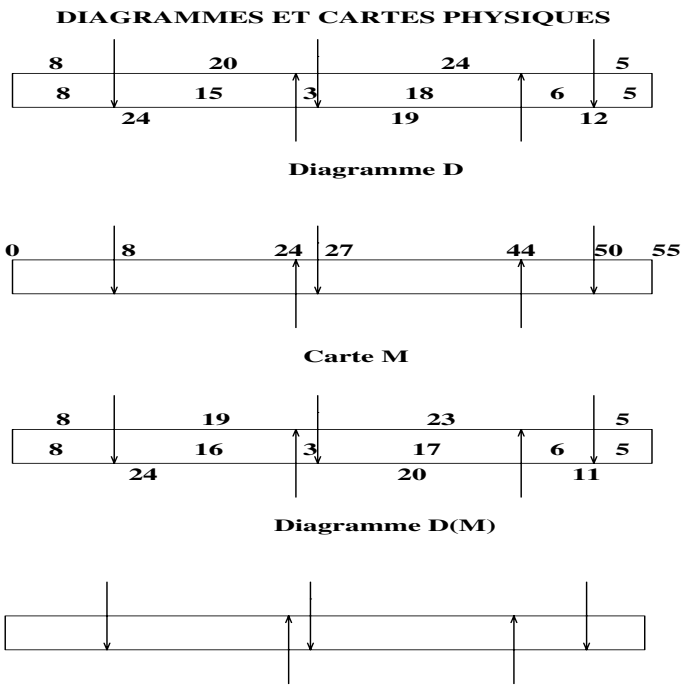 DIAGRAMMES ET CARTES PHYSIQUES
8 20 24 5
8 15 3 18 6 5
24 19 12
Diagramme D
0 8 24 27 44 50 55
Carte M
8 19 23 5
8 16 3 17 6 5
24 20 11
Diagramme D(M)